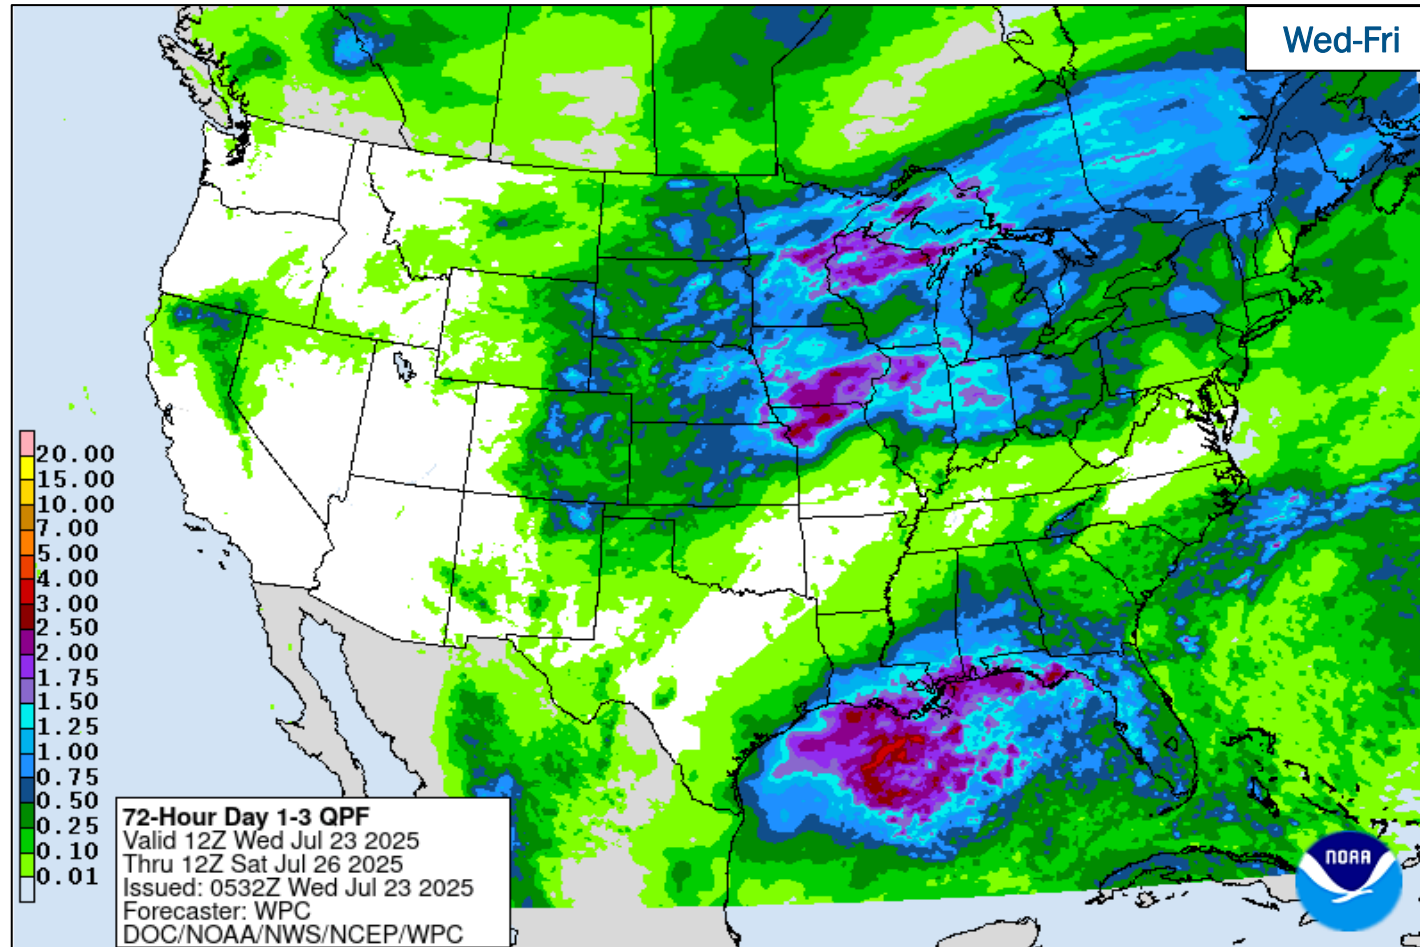 Wed-Fri
20.00
15.00
10.00
7.00
5.00
4.00
3.00
2.50
2.00
1.75
1.50
1.25
1.00
0.75
0.50
0.25
0.10
0.01
72-Hour Day 1-3 QPF
Valid 12Z Wed Jul 23 2025
Thru 12Z Sat Jul 26 2025
Issued: 0532Z Wed Jul 23 2025
Forecaster: WPC
DOC/NOAA/NWS/NCEP/WPC
NOAA